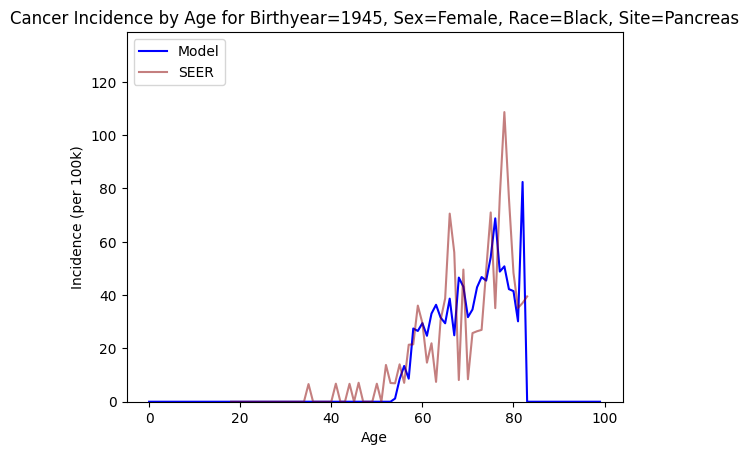 Cancer Incidence by Age for Birthyear=1945, Sex=Female, Race=Black, Site=Pancreas
Model
SEER
120
100
80
60
40
20
0
Incidence (per 100k)
0 20 40 60 80 100
Age